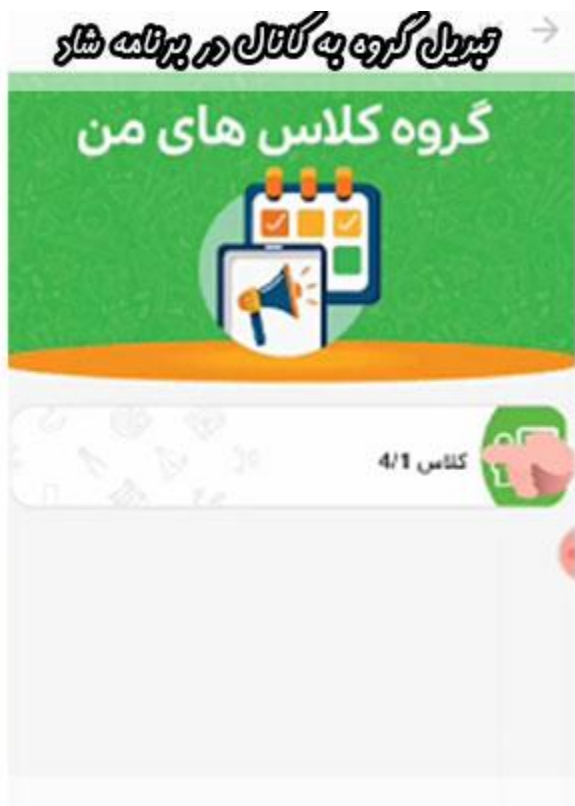 تبدیل گروه به کانال در برنامه شاد
گروه کلاس های من
کلاس 4/1